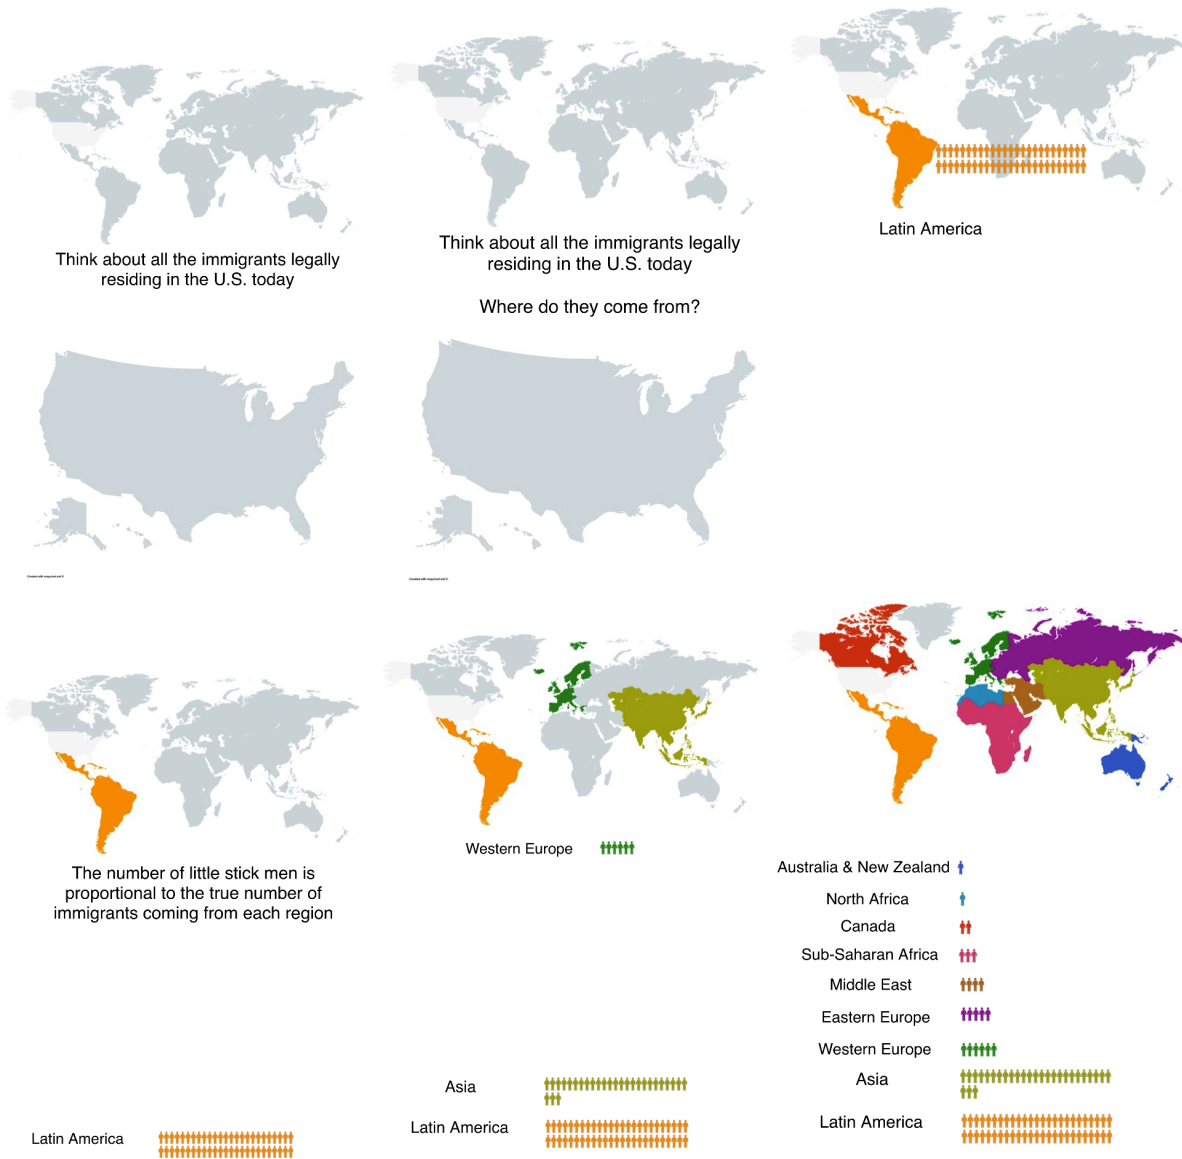 Think about all the immigrants legally
residing in the U.S. today
Think about all the immigrants legally
residing in the U.S. today
Where do they come from?
Latin America
The number of little stick men is
proportional to the true number of
immigrants coming from each region
Latin America
Western Europe
Asia
Latin America
Australia & New Zealand
North Africa
Canada
Sub-Saharan Africa
Middle East
Eastern Europe
Western Europe
Asia
Latin America